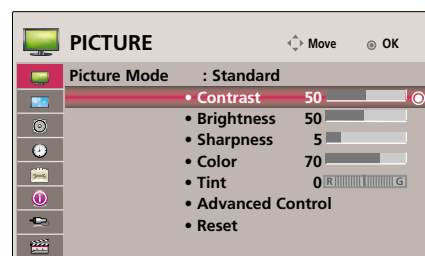 PICTURE Move OK
Picture Mode : Standard
• Contrast 50
• Brightness 50
• Sharpness 5
• Color 70
• Tint 0 R G
• Advanced Control
• Reset